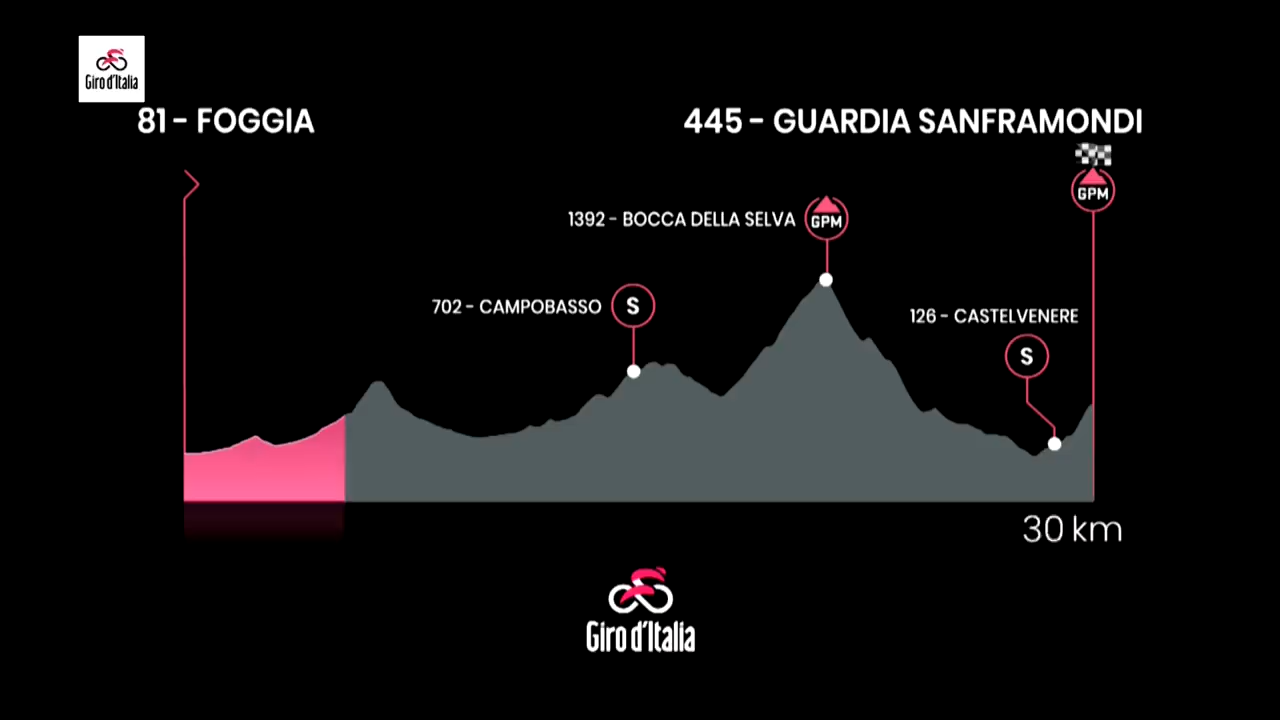 Giro d'Italia
81 - FOGGIA
445 - GUARDIA SANFRAMONDI
GPM
1392 - BOCCA DELLA SELVA
GPM
702 - CAMPOBASSO
S
126 - CASTELVENERE
S
30 km
Giro d'Italia